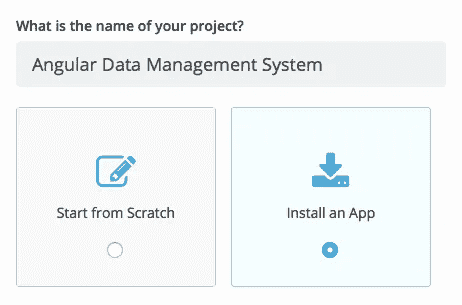 What is the name of your project?
Angular Data Management System
Start from Scratch
Install an App